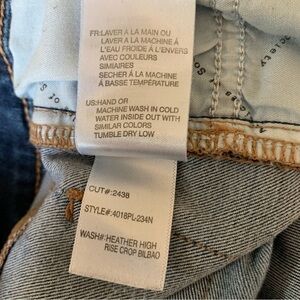 FR:LAVER À LA MAIN OU
LAVER À LA MACHINE À
L'EAU FROIDE À L'ENVERS
AVEC COULEURS
SIMILAIRES
SECHER À LA MACHINE
À BASSE TEMPÉRATURE
US:HAND OR
MACHINE WASH IN COLD
WATER INSIDE OUT WITH
SIMILAR COLORS
TUMBLE DRY LOW
CUT#:2438
STYLE#:4018PL-234N
WASH#:HEATHER HIGH
RISE CROP BILBAO
Society